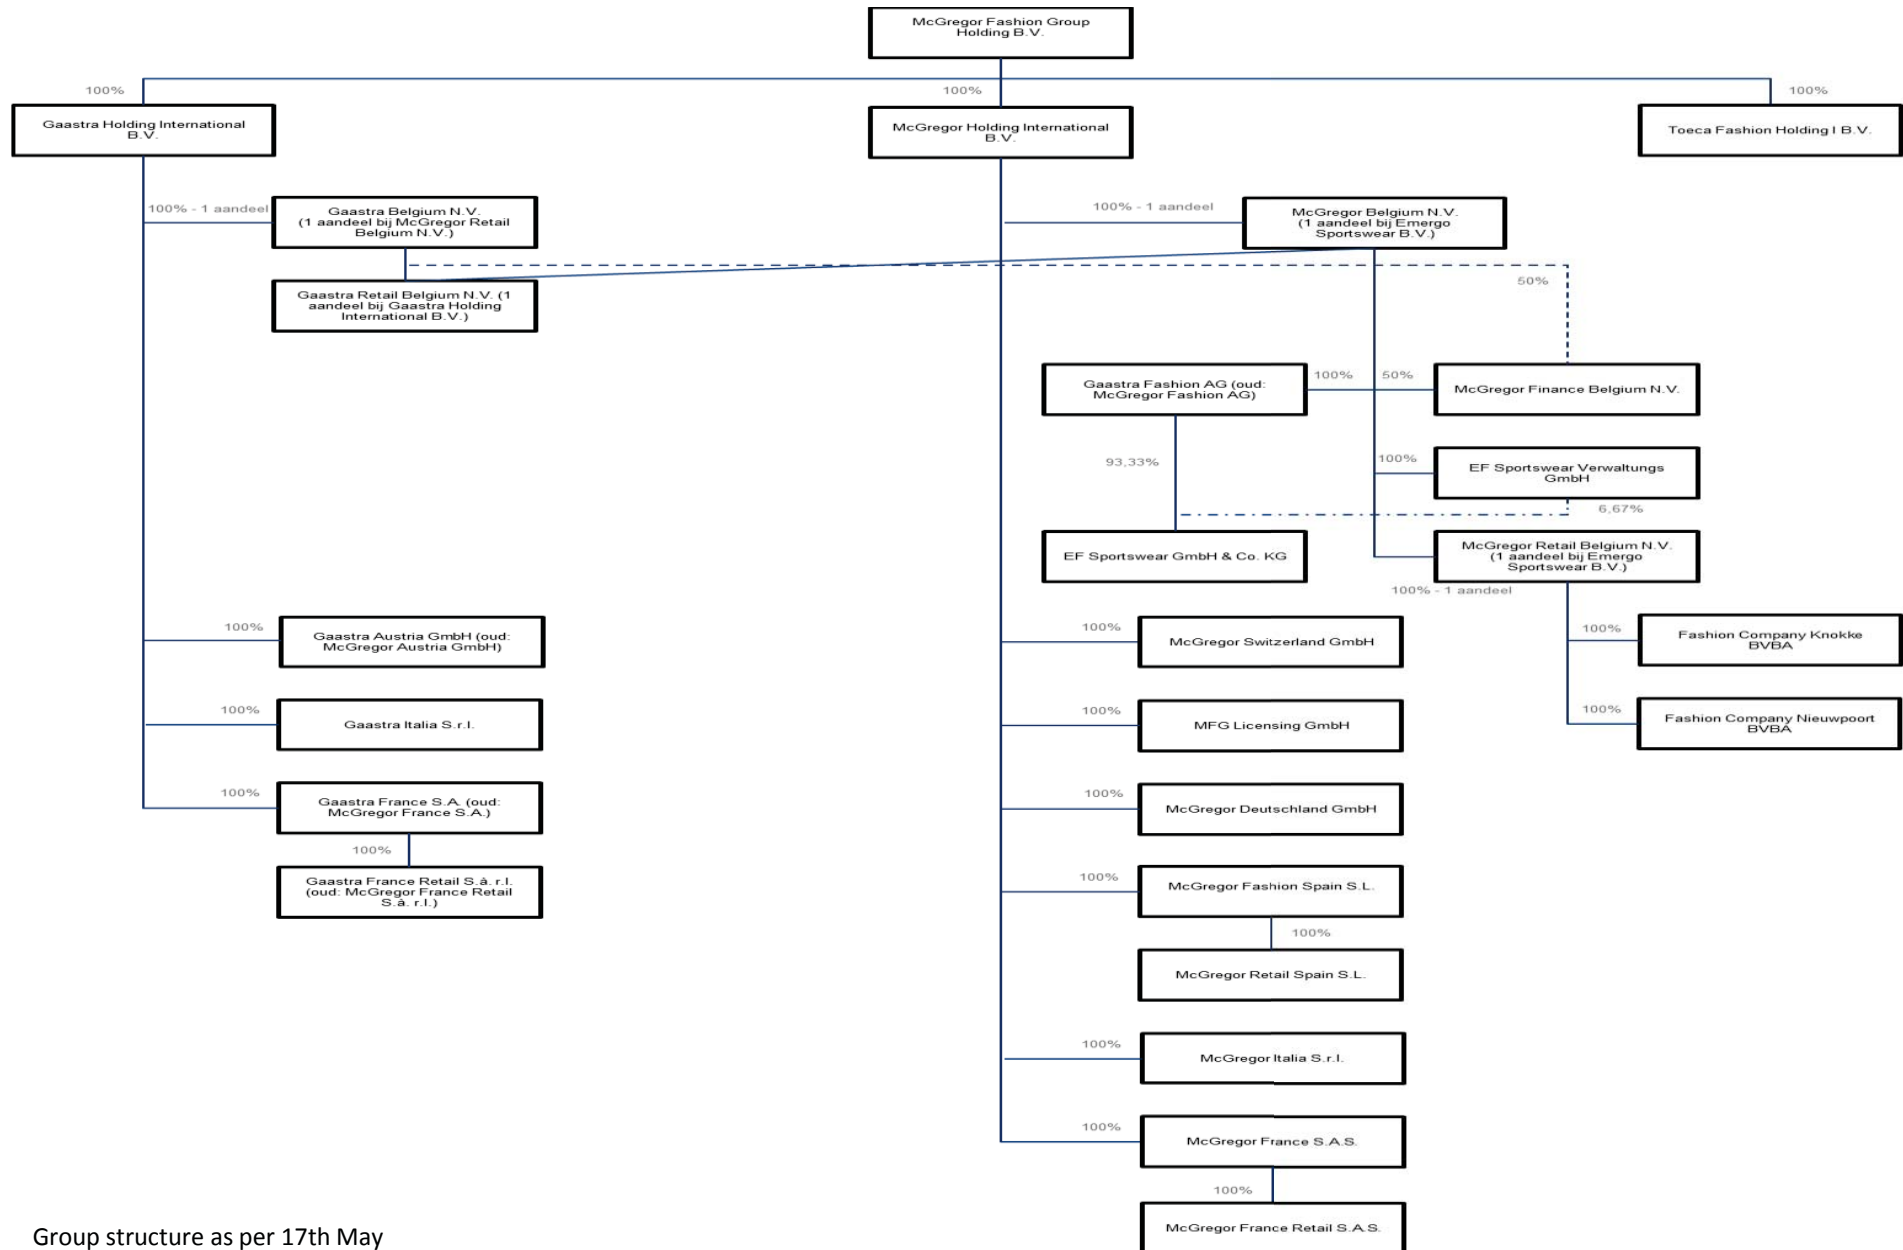 McGregor Fashion Group
Holding B.V.
100%
100%
100%
Gaastra Holding International
B.V.
McGregor Holding International
B.V.
Toeca Fashion Holding I B.V.
100% - 1 aandeel
Gaastra Belgium N.V.
(1 aandeel bij McGregor Retail
Belgium N.V.)
100% - 1 aandeel
McGregor Belgium N.V.
(1 aandeel bij Emergo
Sportswear B.V.)
Gaastra Retail Belgium N.V. (1
aandeel bij Gaastra Holding
International B.V.)
50%
Gaastra Fashion AG (oud:
McGregor Fashion AG)
100%
50%
McGregor Finance Belgium N.V.
93,33%
100%
EF Sportswear Verwaltungs
GmbH
6,67%
EF Sportswear GmbH & Co. KG
McGregor Retail Belgium N.V.
(1 aandeel bij Emergo
Sportswear B.V.)
100% - 1 aandeel
100%
Gaastra Austria GmbH (oud:
McGregor Austria GmbH)
100%
McGregor Switzerland GmbH
100%
Fashion Company Knokke
BVBA
100%
Gaastra Italia S.r.l.
100%
MFG Licensing GmbH
100%
Fashion Company Nieuwpoort
BVBA
100%
Gaastra France S.A. (oud:
McGregor France S.A.)
100%
McGregor Deutschland GmbH
100%
Gaastra France Retail S.à. r.l.
(oud: McGregor France Retail
S.à. r.l.)
100%
McGregor Fashion Spain S.L.
100%
McGregor Retail Spain S.L.
100%
McGregor Italia S.r.l.
100%
McGregor France S.A.S.
100%
McGregor France Retail S.A.S.
Group structure as per 17th May